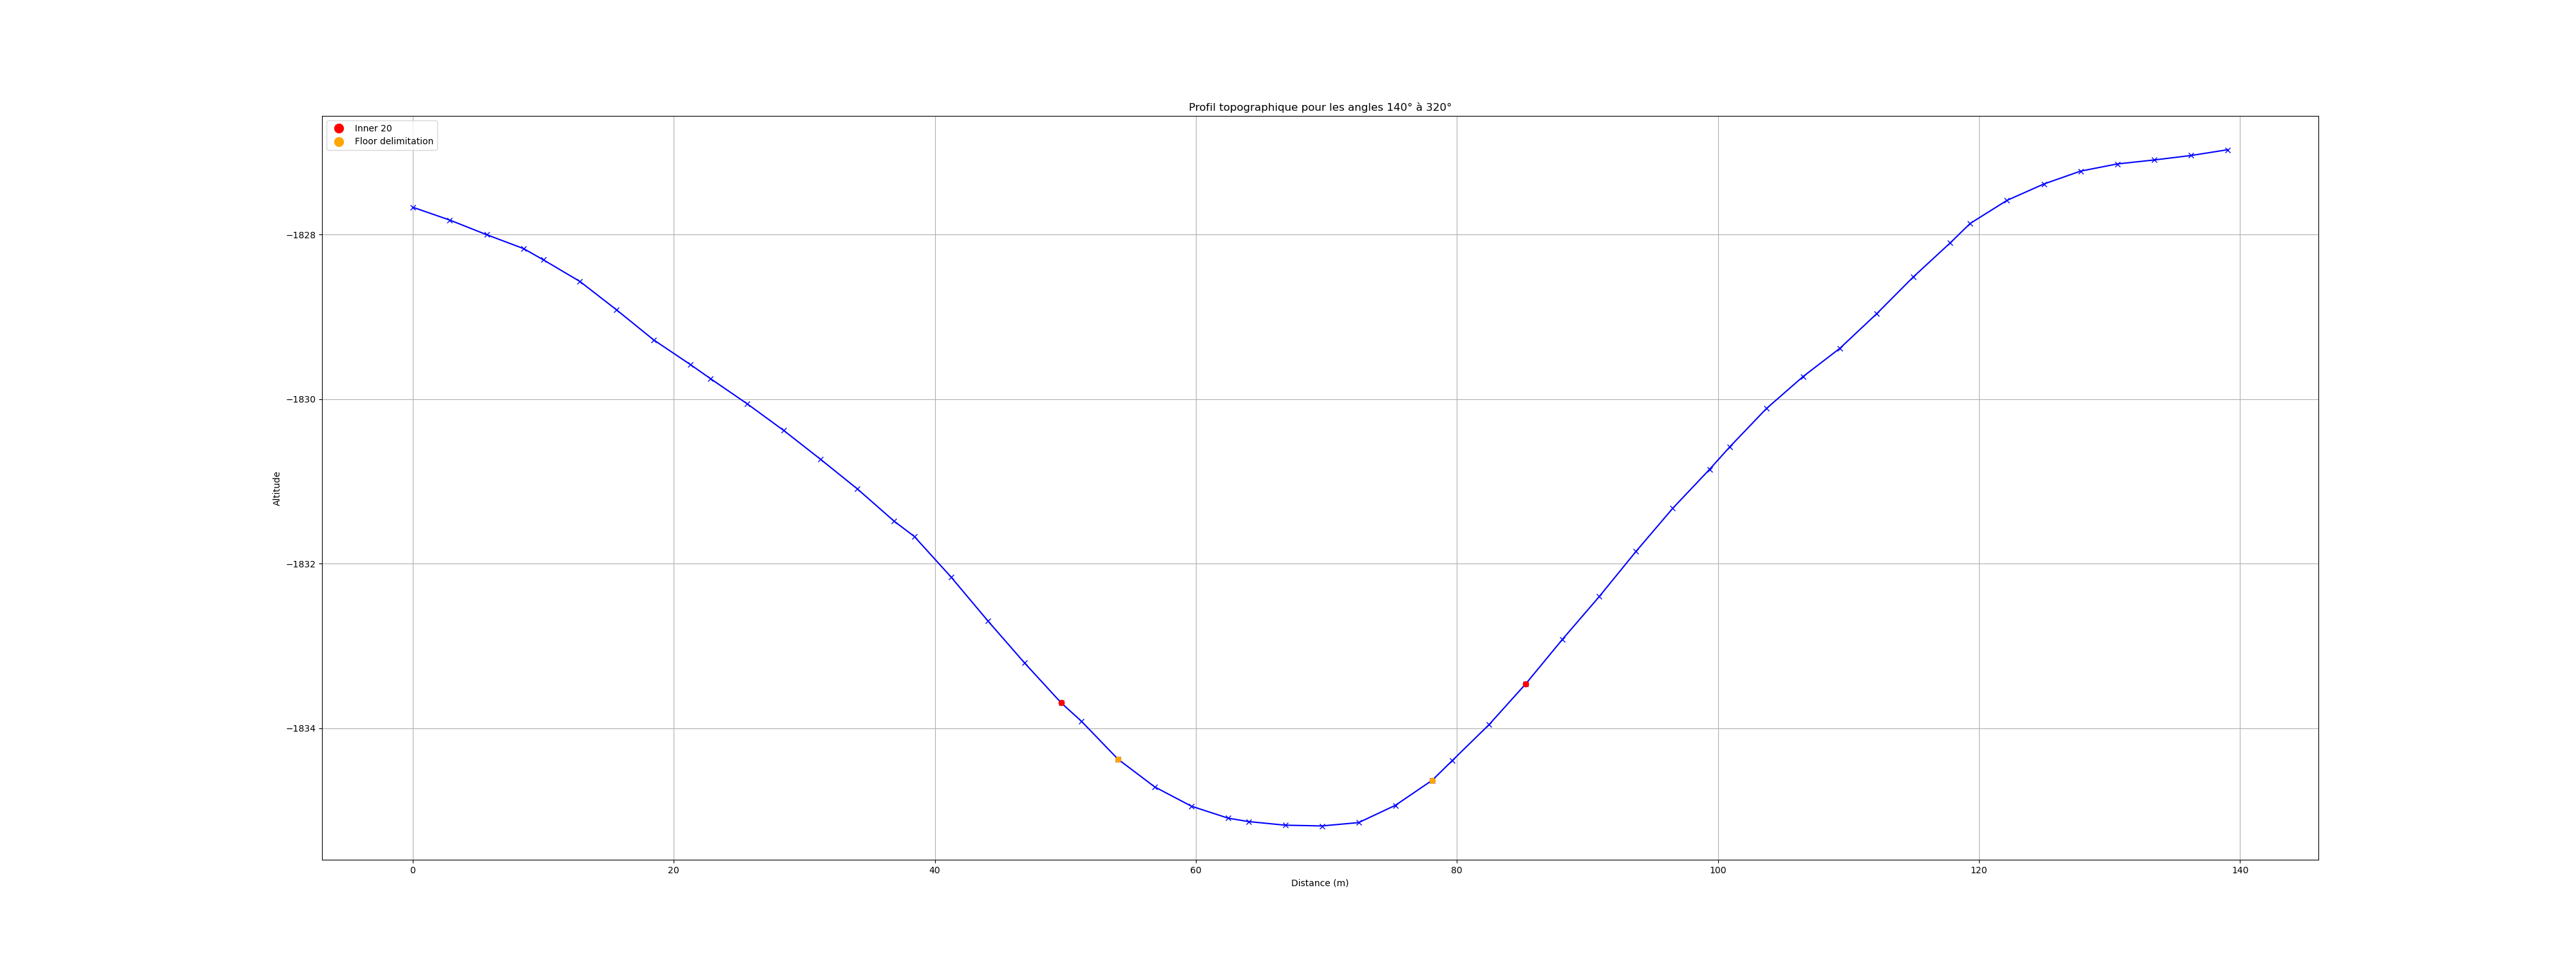 Profil topographique pour les angles 140° à 320°
Inner 20
Floor delimitation
Altitude
−1828
−1830
−1832
−1834
0 20 40 60 80 100 120 140
Distance (m)